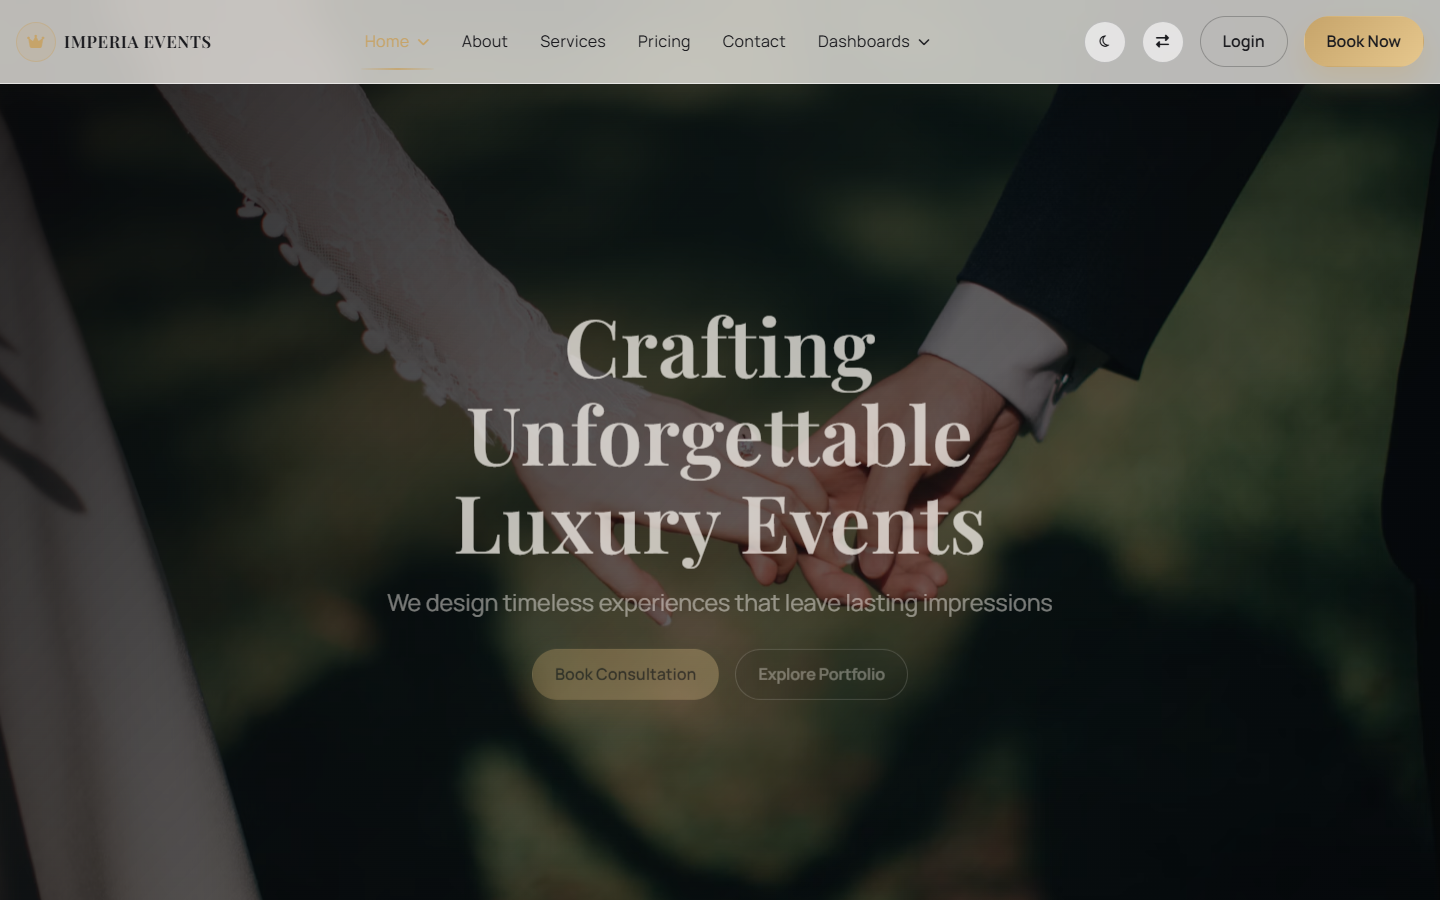 IMPERIA EVENTS
Home
About
Services
Pricing
Contact
Dashboards
Login
Book Now
Crafting
Unforgettable
Luxury Events
We design timeless experiences that leave lasting impressions
Book Consultation
Explore Portfolio